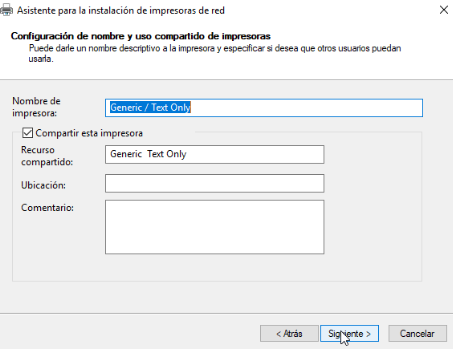 Asistente para la instalación de impresoras de red
Configuración de nombre y uso compartido de impresoras
Puede darle un nombre descriptivo a la impresora y especificar si desea que otros usuarios puedan
usarla.
Nombre de
impresora:
Generic / Text Only
Compartir esta impresora
Recurso
compartido:
Generic  Text Only
Ubicación:
Comentario:
< Atrás
Siguiente >
Cancelar